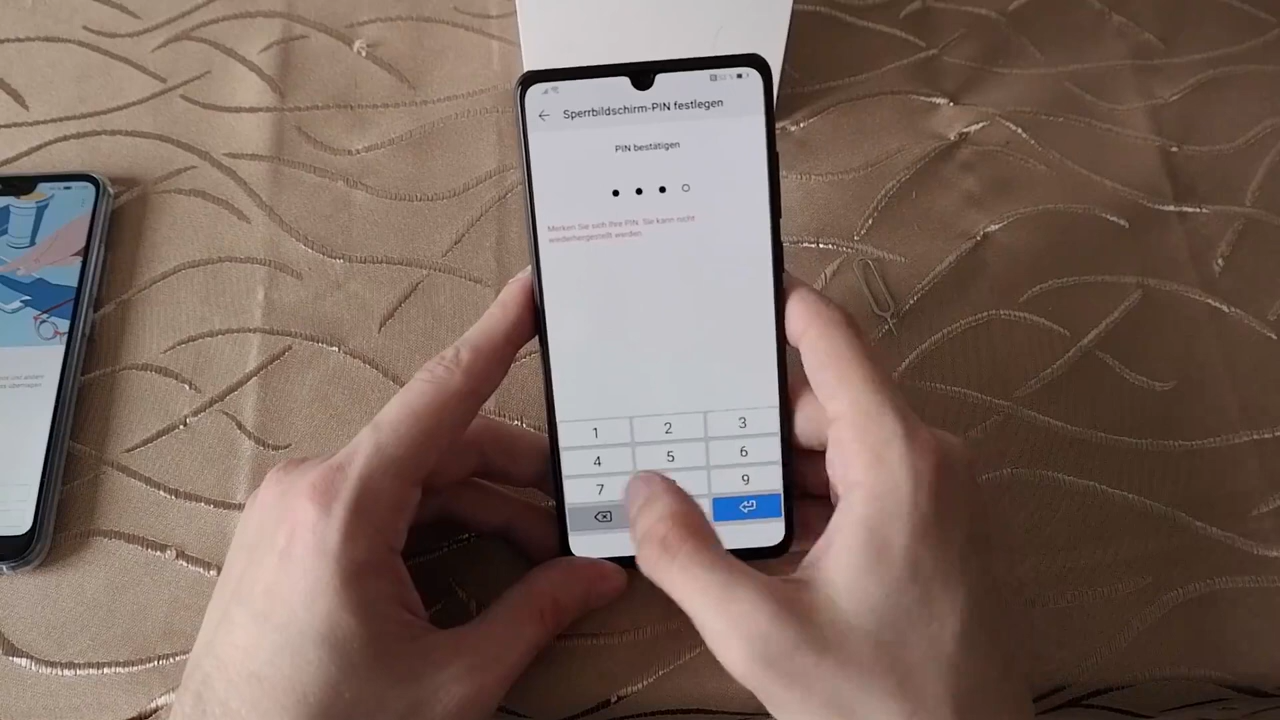 Sperrbildschirm-PIN festlegen
PIN bestätigen
Merken Sie sich Ihre PIN. Sie kann nicht
wiederhergestellt werden.
1 2 3
4 5 6
7 9